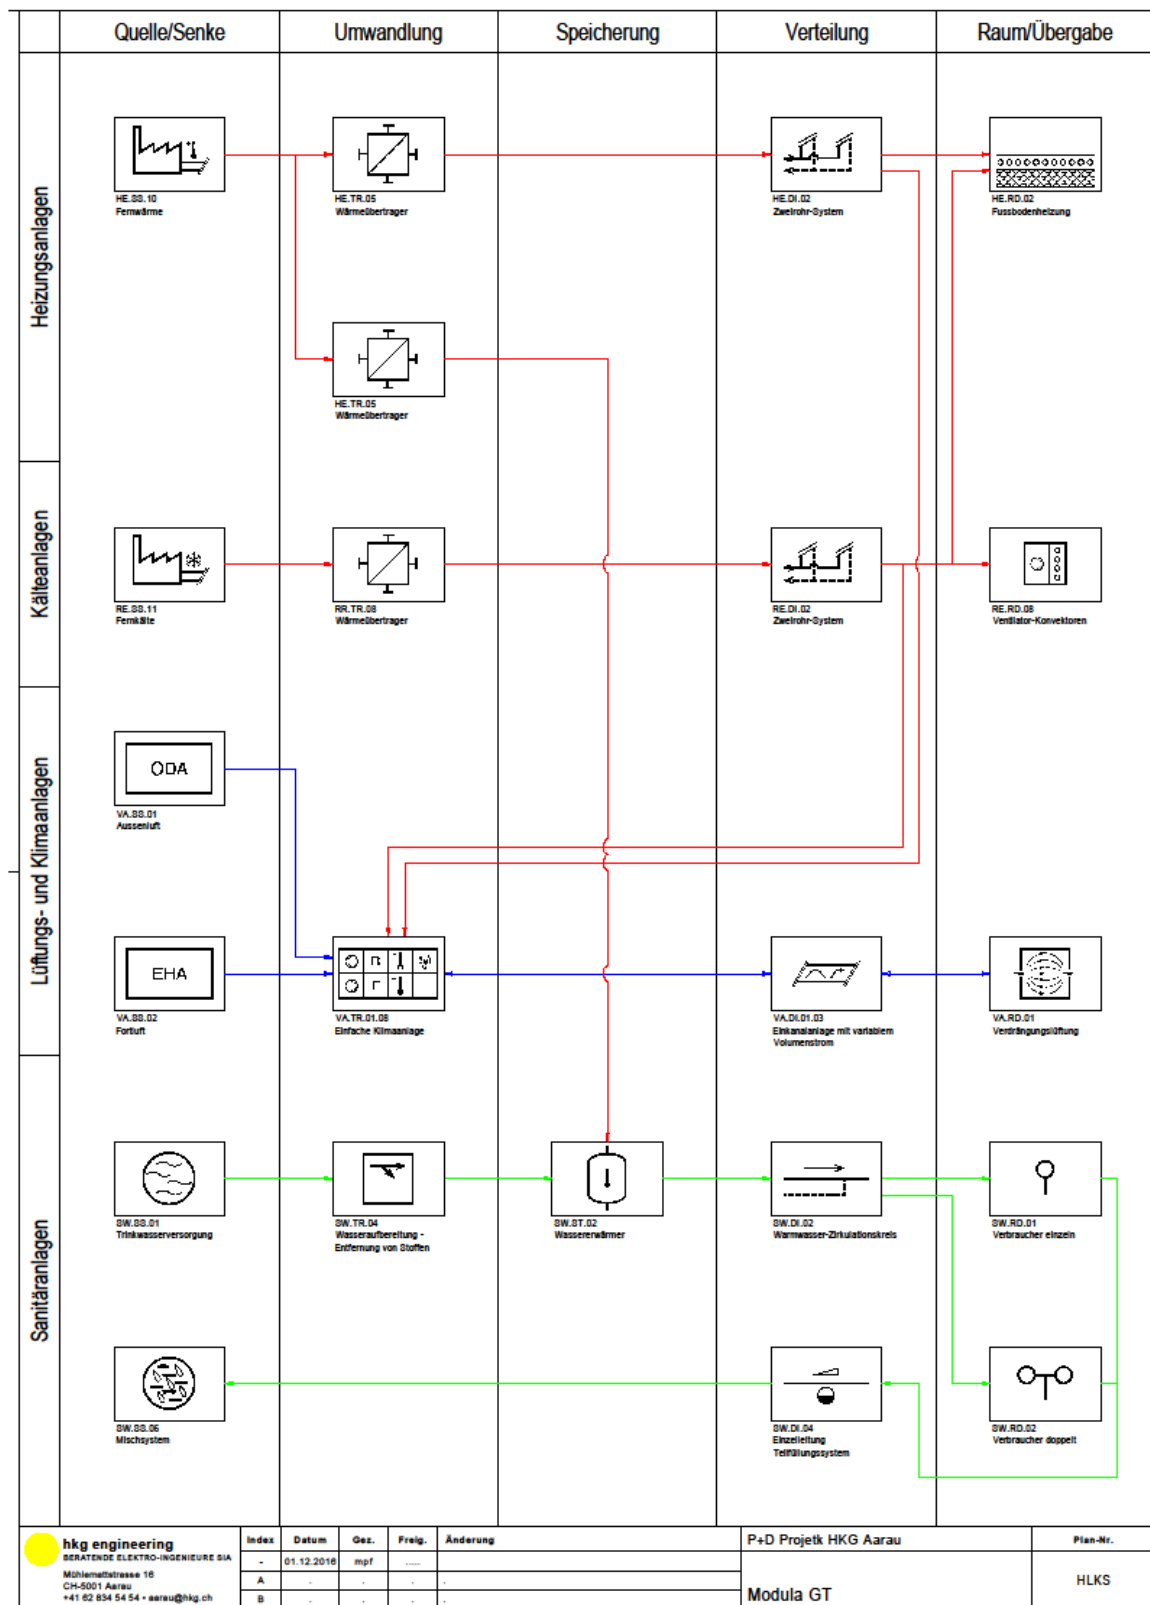 Quelle/Senke
Umwandlung
Speicherung
Verteilung
Raum/Übergabe
Heizungsanlagen
HE.SS.10
Fernwärme
HE.TR.05
Wärmeübertrager
HE.DI.02
Zweirohr-System
HE.RD.02
Fussbodenheizung
HE.TR.05
Wärmeübertrager
Kälteanlagen
RE.SS.11
Fernkälte
RR.TR.08
Wärmeübertrager
RE.DI.02
Zweirohr-System
RE.RD.08
Ventilator-Konvektoren
Lüftungs- und Klimaanlagen
ODA
VA.SS.01
Aussenluft
EHA
VA.SS.02
Fortluft
VA.TR.01.08
Einfache Klimaanlage
VA.DI.01.03
Einkanalanlage mit variablem
Volumenstrom
VA.RD.01
Verdrängungslüftung
Sanitäranlagen
SW.SS.01
Trinkwasserversorgung
SW.TR.04
Wasseraufbereitung -
Entfernung von Stoffen
SW.ST.02
Wassererwärmer
SW.DI.02
Warmwasser-Zirkulationskreis
SW.RD.01
Verbraucher einzeln
SW.SS.06
Mischsystem
SW.DI.04
Einzelleitung
Teilfüllungssystem
SW.RD.02
Verbraucher doppelt
hkg engineering
BERATENDE ELEKTRO-INGENIEURE SIA
Mühlemattstrasse 16
CH-5001 Aarau
+41 62 834 54 54 • aarau@hkg.ch
Index Datum Gez. Freig. Änderung
- 01.12.2016 mpf .....
A . . . .
B . . . .
P+D Projetk HKG Aarau
Modula GT
Plan-Nr.
HLKS